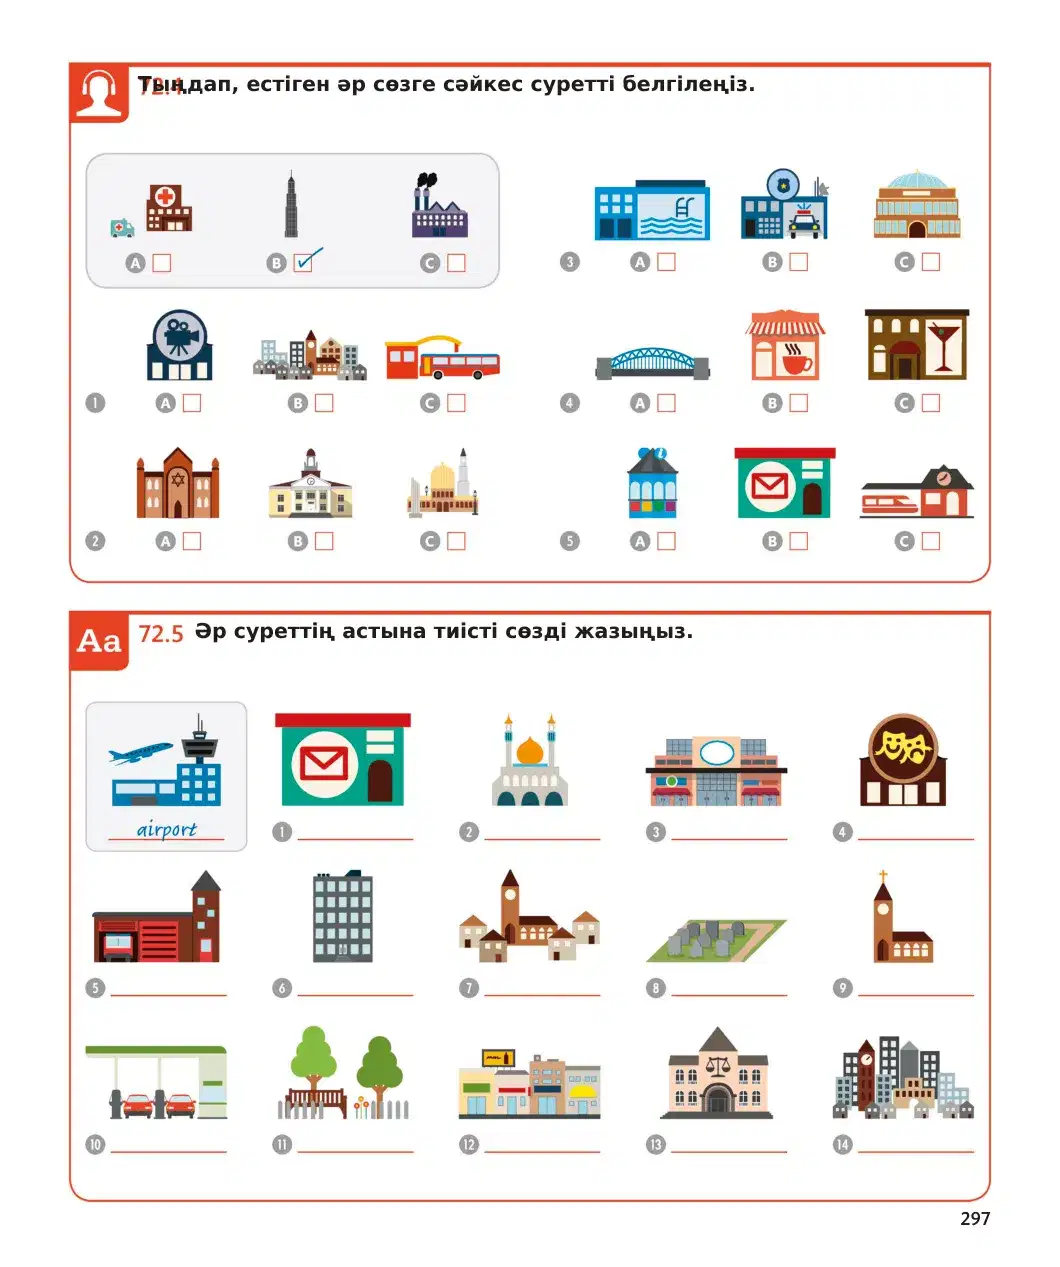 72.4 Тыңдап, естіген әр сөзге сәйкес суретті белгілеңіз.
A B C
3 A B C
1 A B C
4 A B C
2 A B C
5 A B C
Aa 72.5 Әр суреттің астына тиісті сөзді жазыңыз.
airport
1 2 3 4
5 6 7 8 9
10 11 12 13 14
297